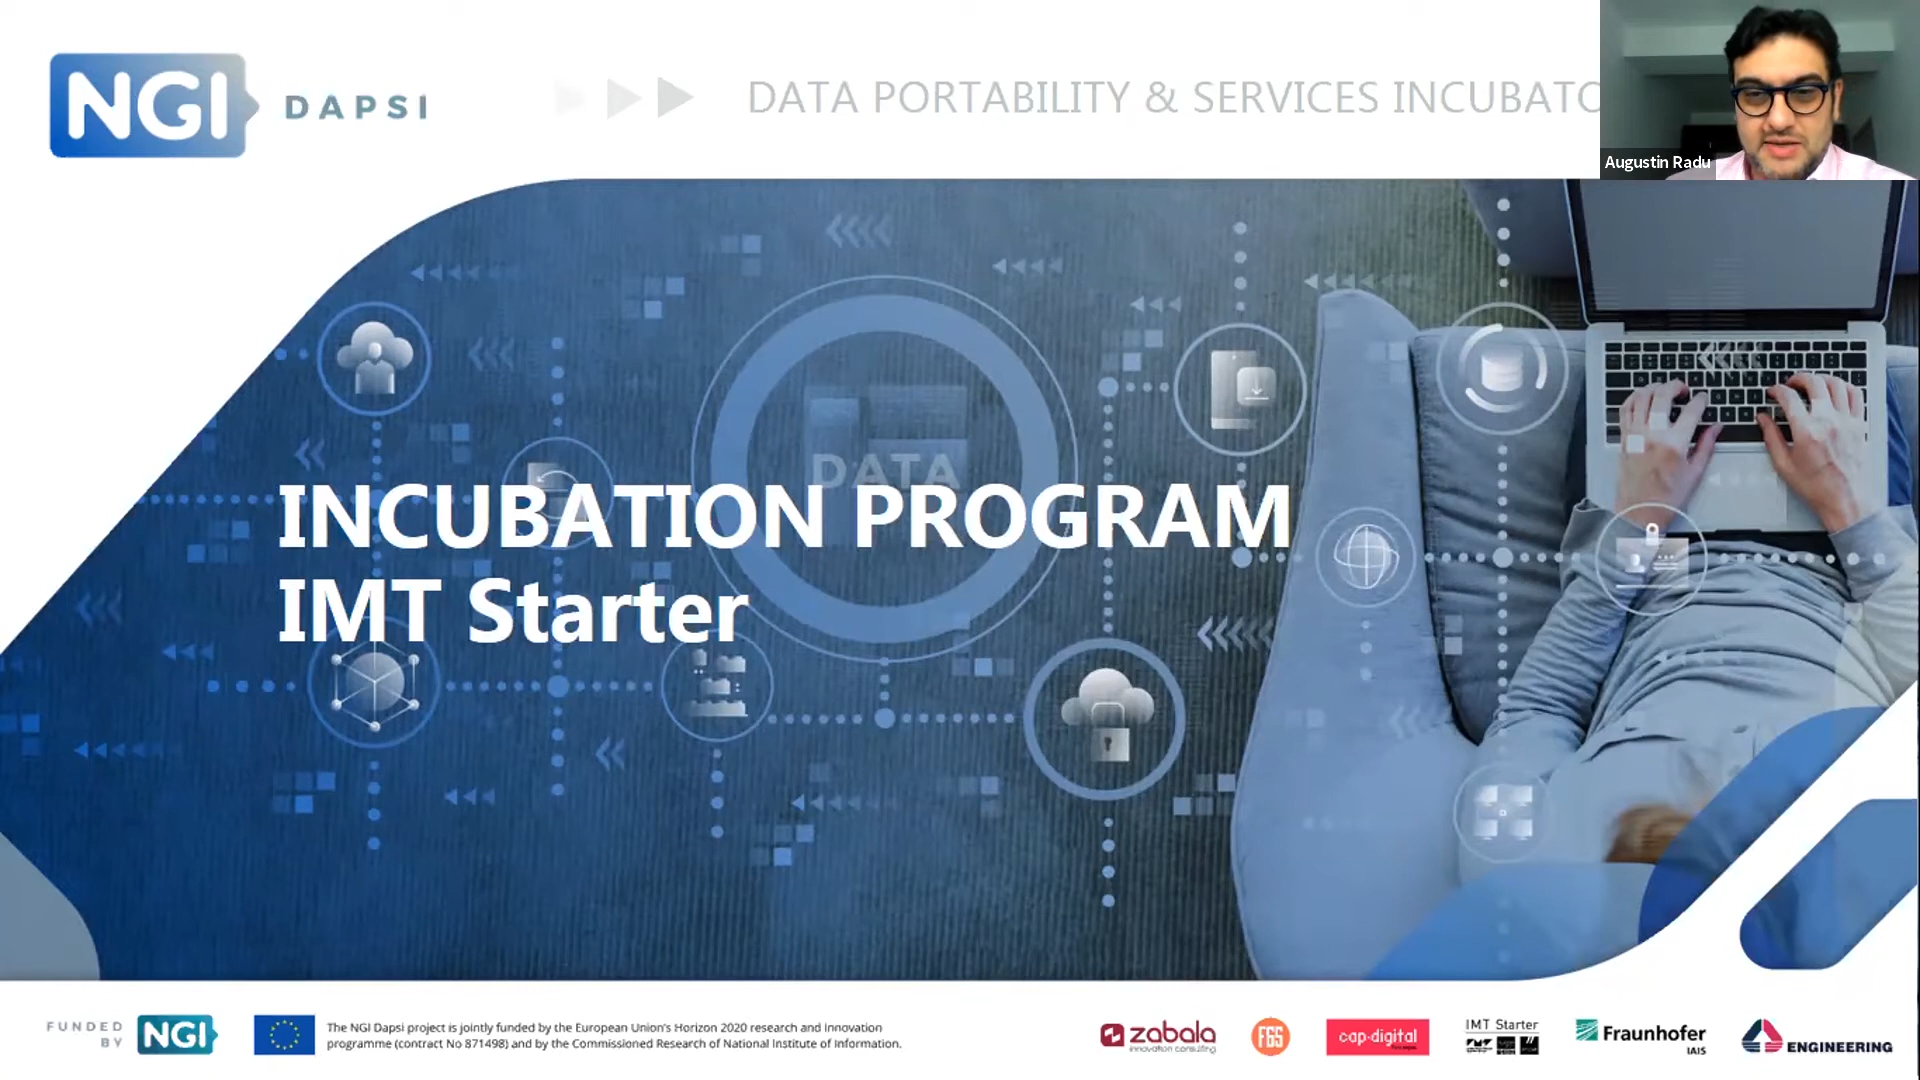 NGI DAPSI
DATA PORTABILITY & SERVICES INCUBATO
Augustin Radu
DATA
INCUBATION PROGRAM
IMT Starter
FUNDED
BY
NGI
The NGI Dapsi project is jointly funded by the European Union's Horizon 2020 research and Innovation
programme (contract No 871498) and by the Commissioned Research of National Institute of Information.
zabala
innovation consulting
F6S
cap-digital
IMT Starter
Fraunhofer
IAIS
ENGINEERING